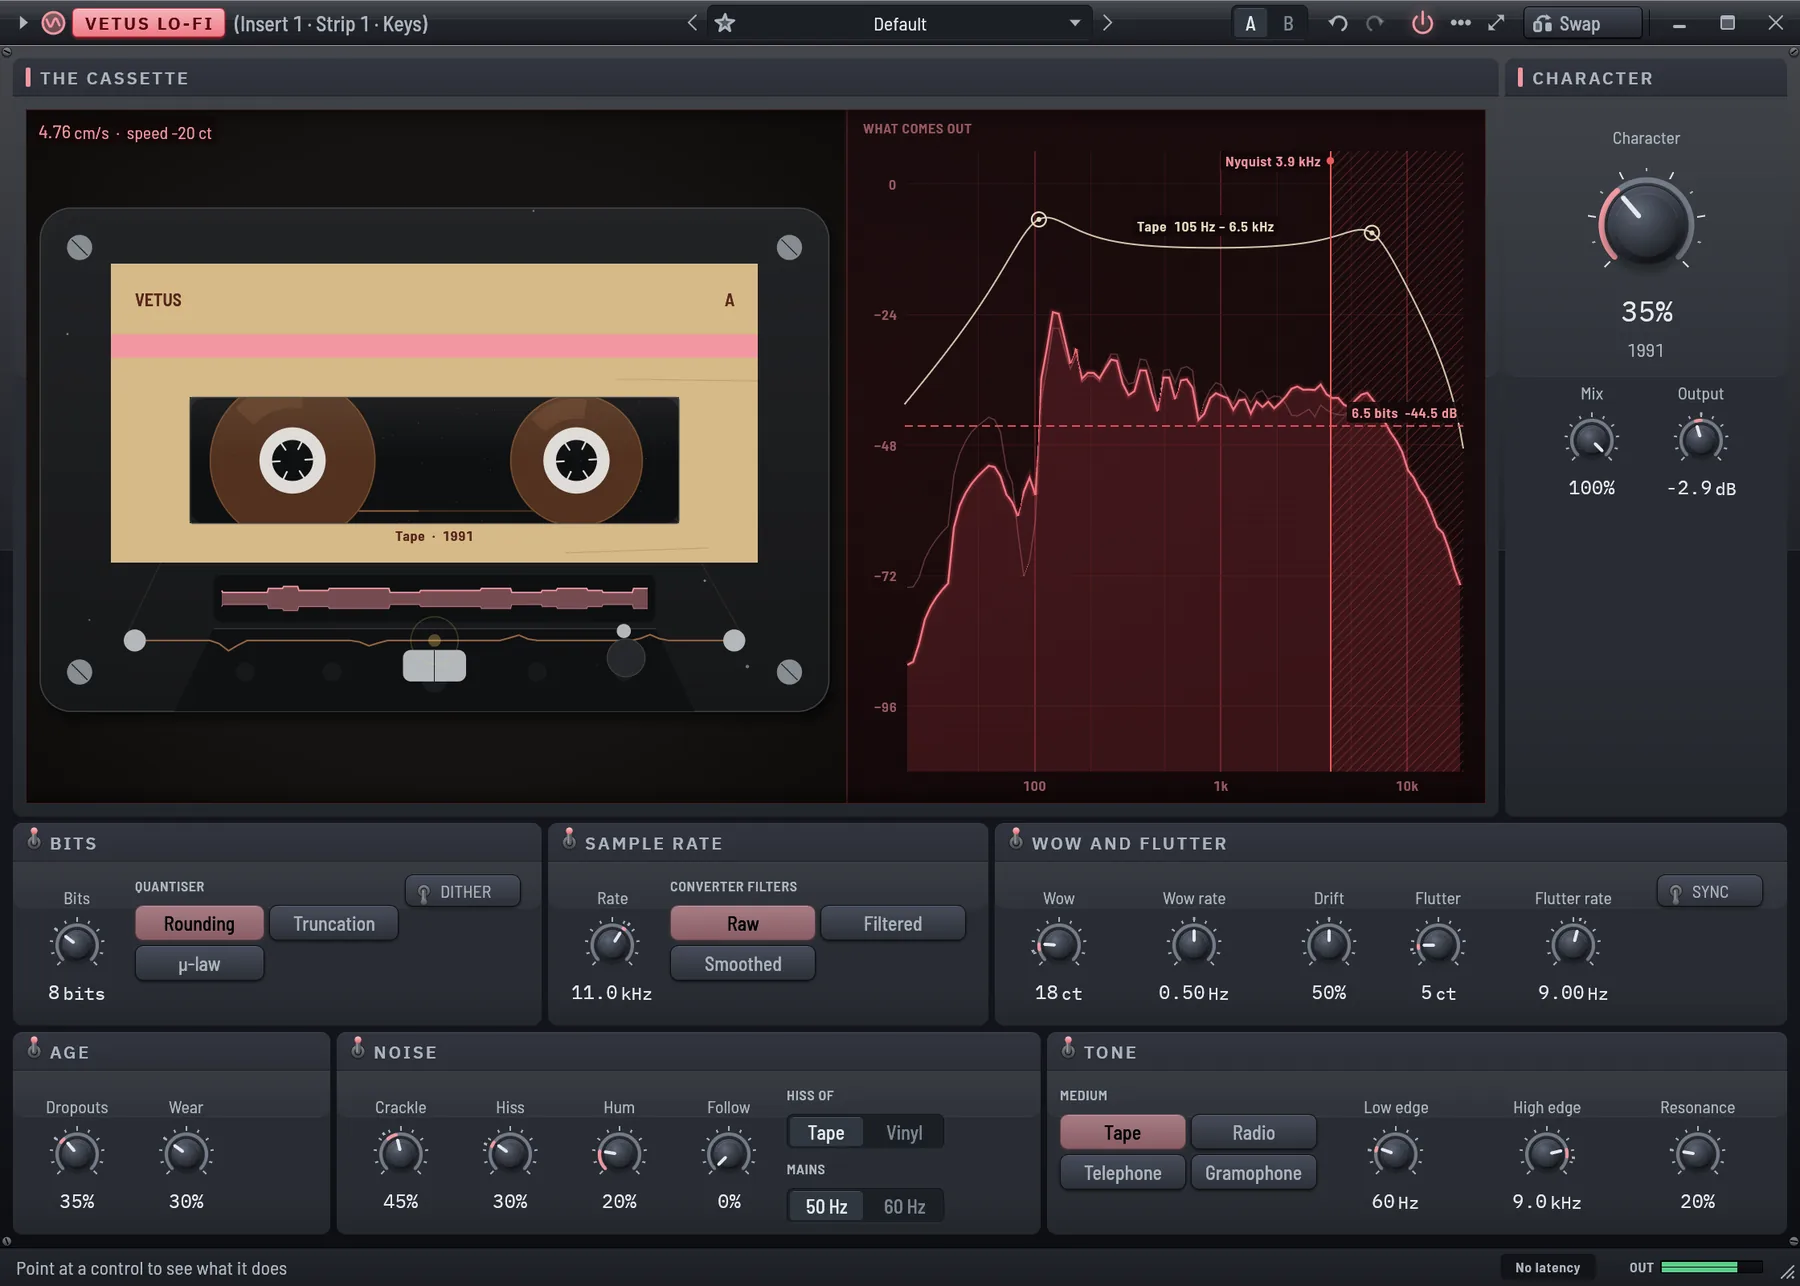 VETUS LO-FI (Insert 1 · Strip 1 · Keys)
Default
A B
Swap
THE CASSETTE
CHARACTER
4.76 cm/s · speed -20 ct
VETUS A
Tape · 1991
WHAT COMES OUT
Nyquist 3.9 kHz
Tape 105 Hz – 6.5 kHz
6.5 bits -44.5 dB
0
−24
−48
−72
−96
100 1k 10k
Character
35%
1991
Mix Output
100% -2.9 dB
BITS
Bits
8 bits
QUANTISER
DITHER
Rounding Truncation
µ-law
SAMPLE RATE
Rate
11.0 kHz
CONVERTER FILTERS
Raw Filtered
Smoothed
WOW AND FLUTTER
SYNC
Wow Wow rate Drift Flutter Flutter rate
18 ct 0.50 Hz 50% 5 ct 9.00 Hz
AGE
Dropouts Wear
35% 30%
NOISE
Crackle Hiss Hum Follow
45% 30% 20% 0%
HISS OF
Tape Vinyl
MAINS
50 Hz 60 Hz
TONE
MEDIUM
Tape Radio
Telephone Gramophone
Low edge High edge Resonance
60 Hz 9.0 kHz 20%
Point at a control to see what it does
No latency OUT